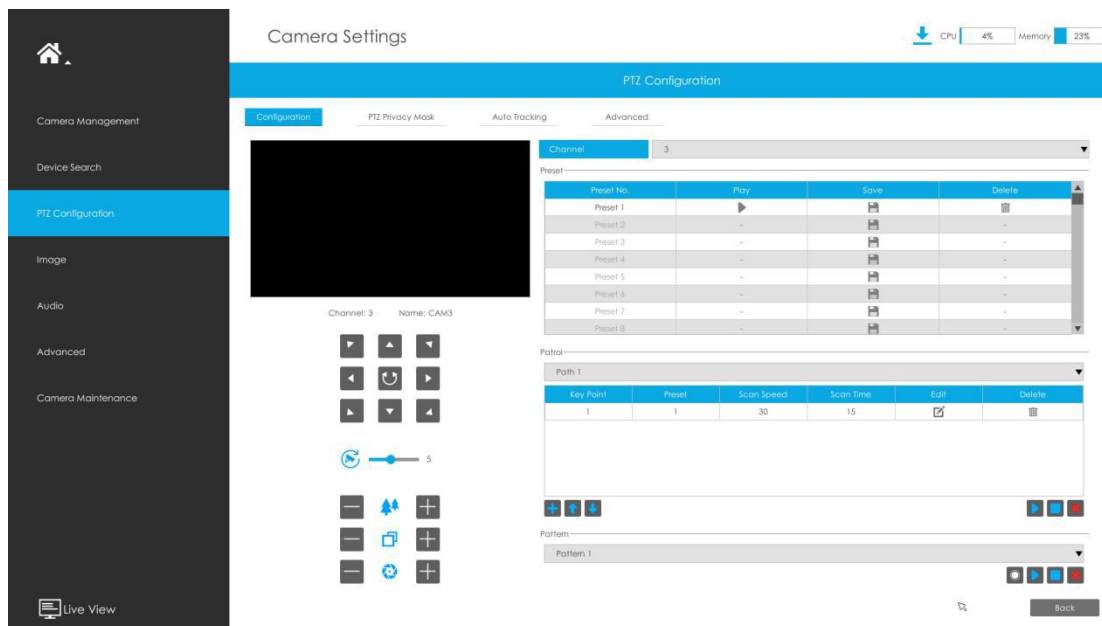 Camera Settings
CPU 4% Memory 23%
PTZ Configuration
Camera Management
Device Search
PTZ Configuration
Image
Audio
Advanced
Camera Maintenance
Live View
Configuration PTZ Privacy Mask Auto Tracking Advanced
Channel: 3 Name: CAM3
5
Channel 3
Preset
Preset No. Play Save Delete
Preset 1
Preset 2 - -
Preset 3 - -
Preset 4 - -
Preset 5 - -
Preset 6 - -
Preset 7 - -
Preset 8 - -
Patrol
Path 1
Key Point Preset Scan Speed Scan Time Edit Delete
1 1 30 15
Pattern
Pattern 1
Back